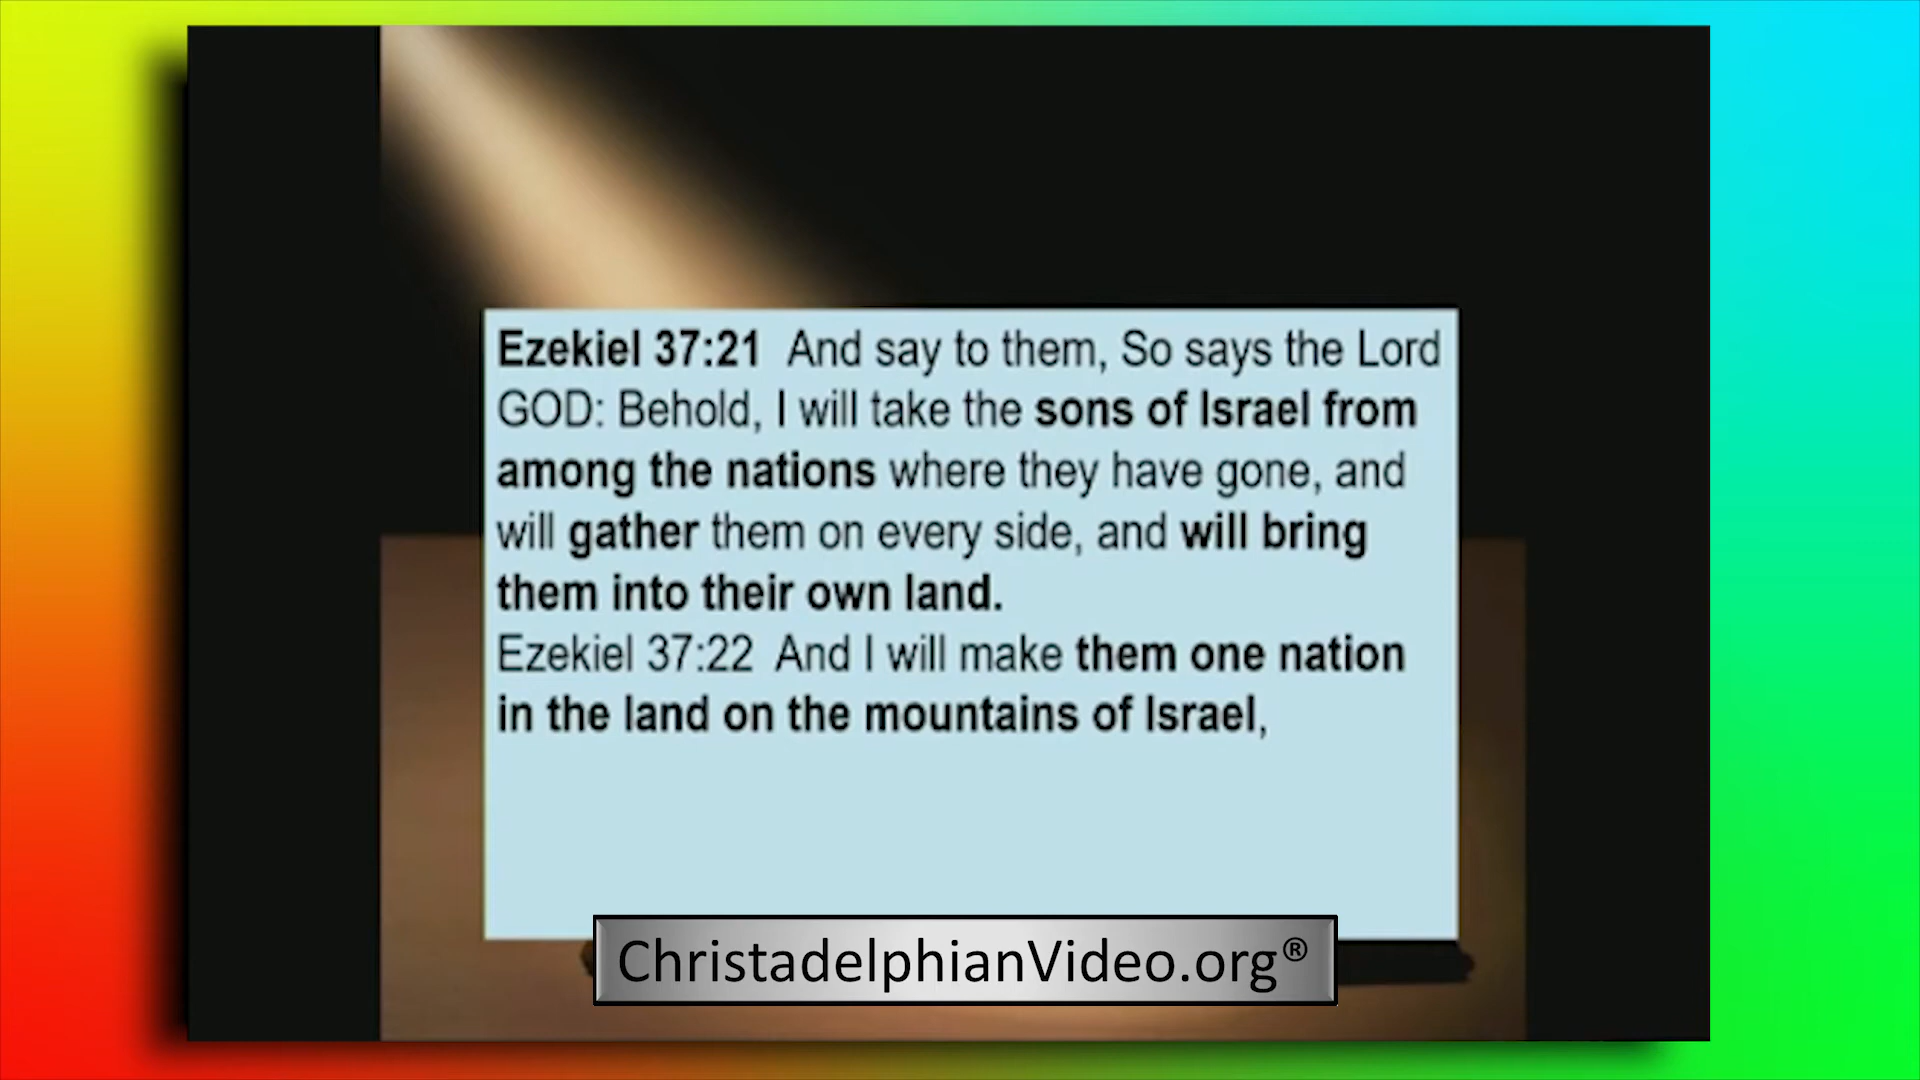 Ezekiel 37:21 And say to them, So says the Lord
GOD: Behold, I will take the sons of Israel from
among the nations where they have gone, and
will gather them on every side, and will bring
them into their own land.
Ezekiel 37:22 And I will make them one nation
in the land on the mountains of Israel,
ChristadelphianVideo.org®